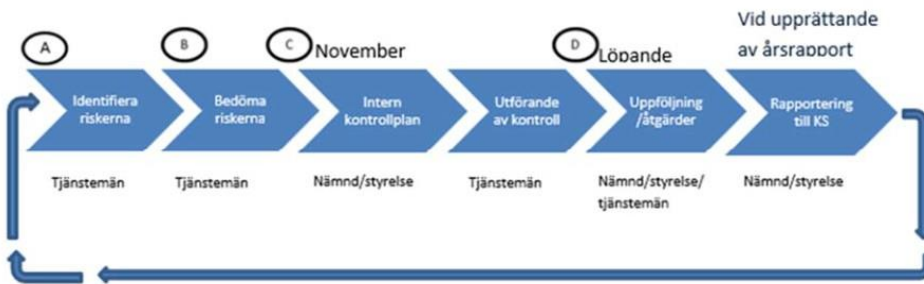 A
B
C
November
D
Löpande
Vid upprättande
av årsrapport
Identifiera
riskerna
Bedöma
riskerna
Intern
kontrollplan
Utförande
av kontroll
Uppföljning
/åtgärder
Rapportering
till KS
Tjänstemän
Tjänstemän
Nämnd/styrelse
Tjänstemän
Nämnd/styrelse/
tjänstemän
Nämnd/styrelse